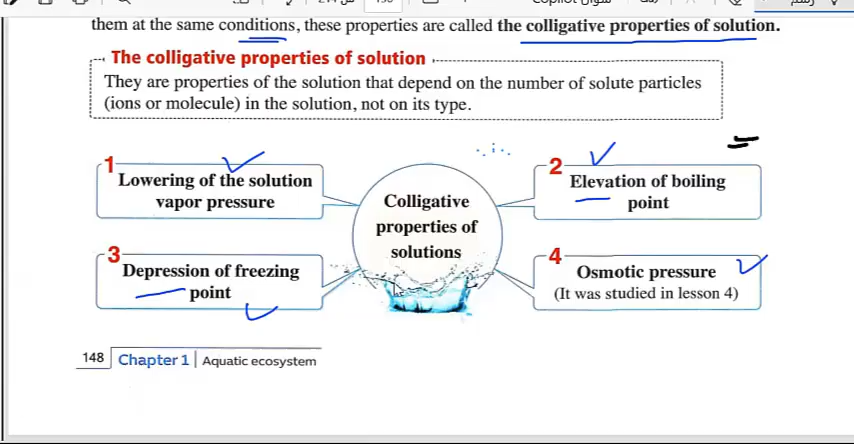 them at the same conditions, these properties are called the colligative properties of solution.
The colligative properties of solution
They are properties of the solution that depend on the number of solute particles
(ions or molecule) in the solution, not on its type.
1
Lowering of the solution
vapor pressure
2
Elevation of boiling
point
Colligative
properties of
solutions
3
Depression of freezing
point
4
Osmotic pressure
(It was studied in lesson 4)
148 Chapter 1 | Aquatic ecosystem